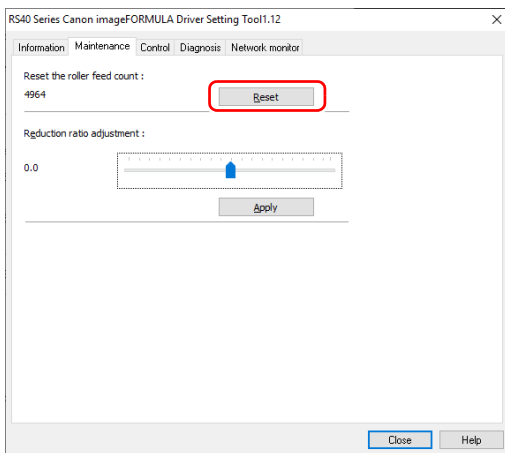 RS40 Series Canon imageFORMULA Driver Setting Tool1.12
Information Maintenance Control Diagnosis Network monitor
Reset the roller feed count :
4964 Reset
Reduction ratio adjustment :
0.0
Apply
Close Help